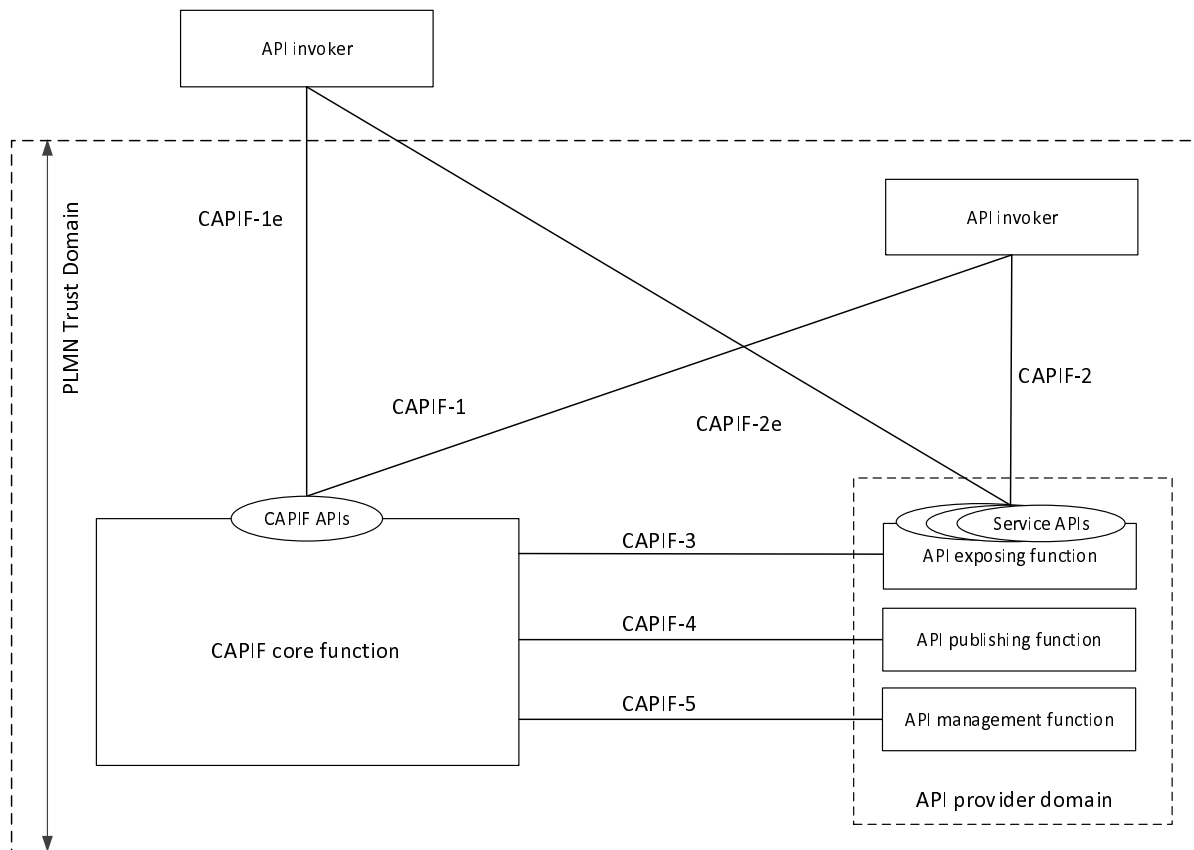 API invoker
CAPIF-1e
API invoker
PLMN Trust Domain
CAPIF-2
CAPIF-1
CAPIF-2e
CAPIF APIs
Service APIs
CAPIF-3
API exposing function
CAPIF-4
API publishing function
CAPIF core function
CAPIF-5
API management function
API provider domain